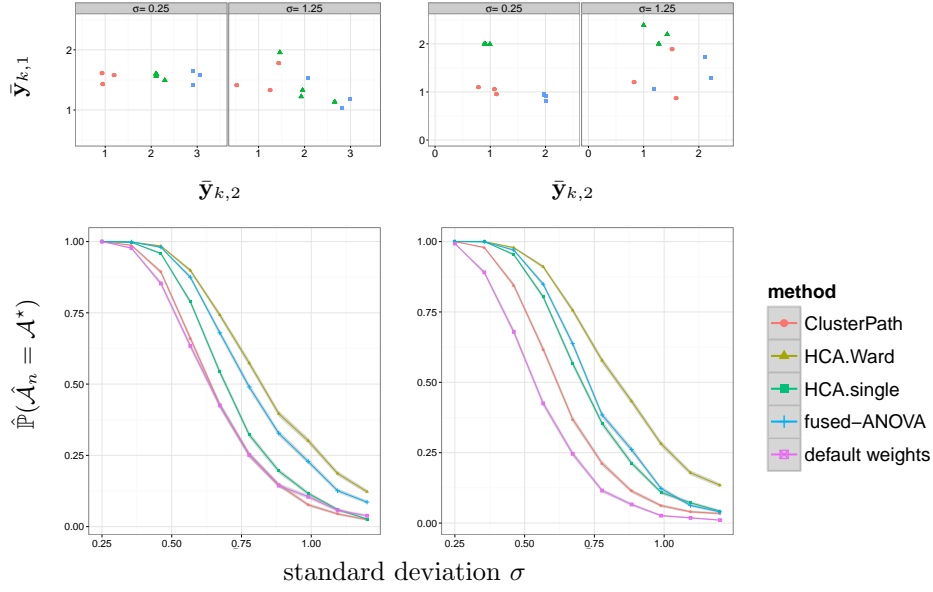 σ= 0.25 σ= 1.25 σ= 0.25 σ= 1.25
ȳ_{k,1}
2
1
1 2 3 1 2 3
2
1
0
0 1 2 0 1 2
ȳ_{k,2} ȳ_{k,2}
ℙ̂(𝒜̂_n = 𝒜^⋆)
1.00
0.75
0.50
0.25
0.00
0.25 0.50 0.75 1.00
1.00
0.75
0.50
0.25
0.00
0.25 0.50 0.75 1.00
standard deviation σ
method
ClusterPath
HCA.Ward
HCA.single
fused−ANOVA
default weights